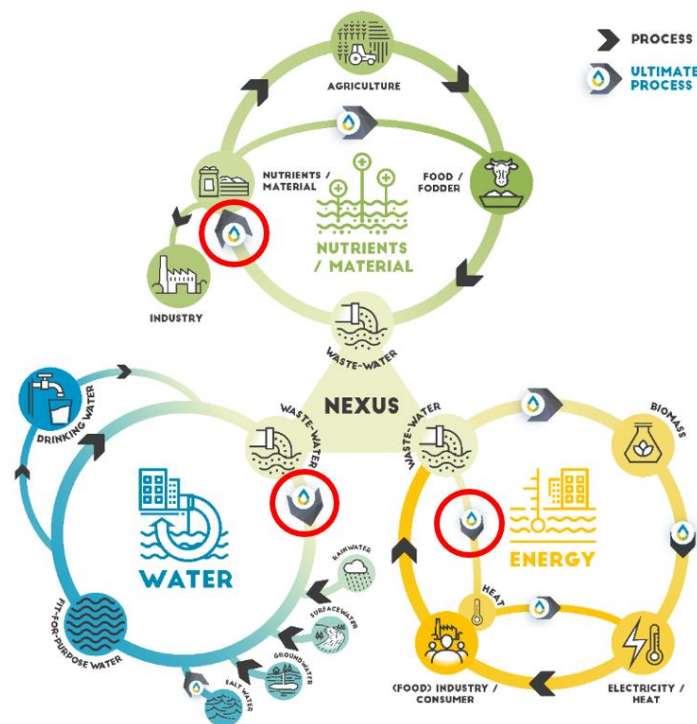 PROCESS
ULTIMATE
PROCESS
AGRICULTURE
NUTRIENTS /
MATERIAL
FOOD /
FODDER
NUTRIENTS
/ MATERIAL
INDUSTRY
WASTE-WATER
NEXUS
DRINKING WATER
WASTE-WATER
WATER
RAINWATER
SURFACEWATER
GROUNDWATER
SALT WATER
FIT-FOR-PURPOSE WATER
WASTE-WATER
BIOMASS
ENERGY
HEAT
(FOOD) INDUSTRY /
CONSUMER
ELECTRICITY /
HEAT